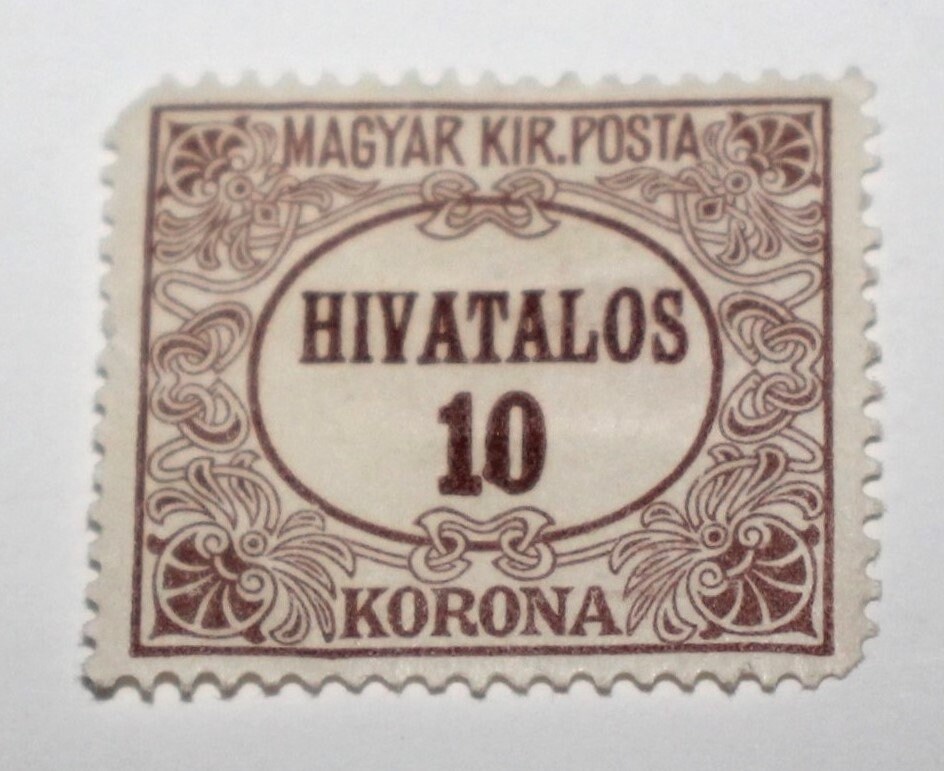 MAGYAR KIR. POSTA
HIVATALOS
10
KORONA